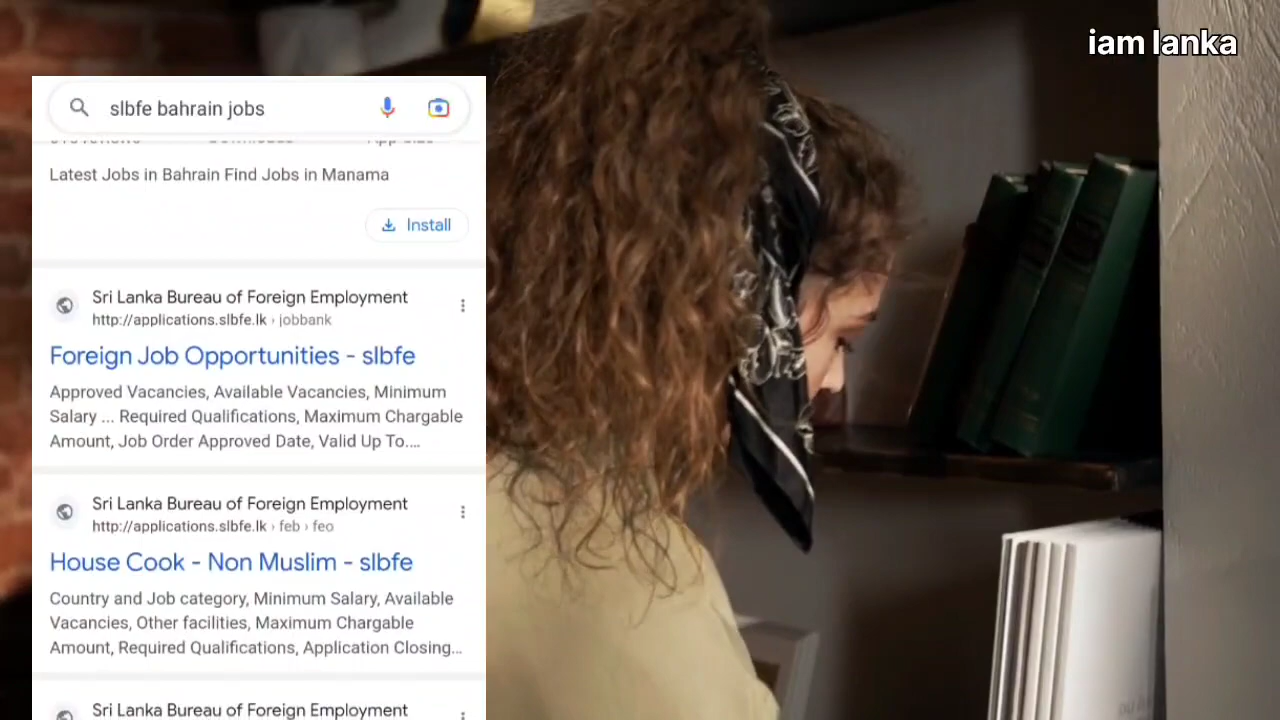 iam lanka
slbfe bahrain jobs
Latest Jobs in Bahrain Find Jobs in Manama
Install
Sri Lanka Bureau of Foreign Employment
http://applications.slbfe.lk › jobbank
Foreign Job Opportunities - slbfe
Approved Vacancies, Available Vacancies, Minimum
Salary ... Required Qualifications, Maximum Chargable
Amount, Job Order Approved Date, Valid Up To....
Sri Lanka Bureau of Foreign Employment
http://applications.slbfe.lk › feb › feo
House Cook - Non Muslim - slbfe
Country and Job category, Minimum Salary, Available
Vacancies, Other facilities, Maximum Chargable
Amount, Required Qualifications, Application Closing...
Sri Lanka Bureau of Foreign Employment